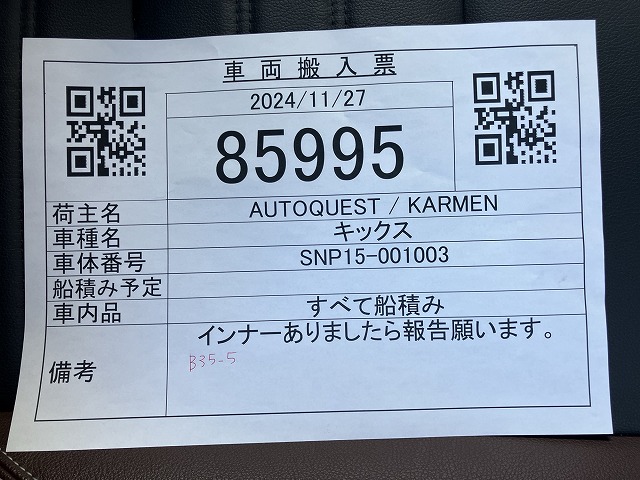 車両搬入票
2024/11/27
85995
荷主名 AUTOQUEST / KARMEN
車種名 キックス
車体番号 SNP15-001003
船積み予定
車内品 すべて船積み
備考 インナーありましたら報告願います。
B35-5